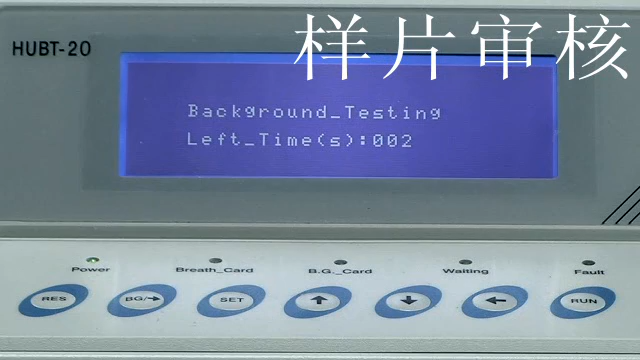 样片审核
HUBT-20
Background_Testing
Left_Time(s):002
Power
Breath_Card
B.G._Card
Waiting
Fault
RES
BG/→
SET
↑
↓
←
RUN